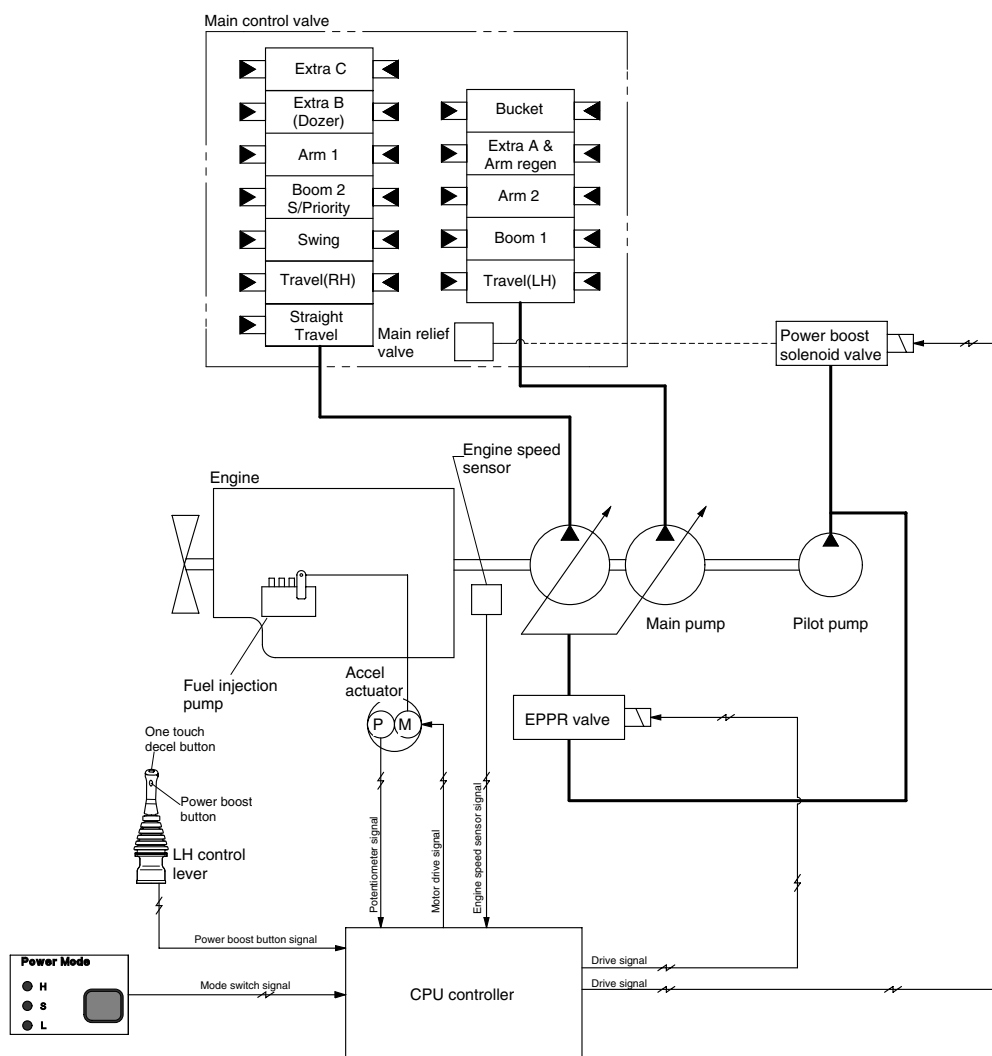 Main control valve
Extra C
Extra B
(Dozer)
Arm 1
Boom 2
S/Priority
Swing
Travel(RH)
Straight
Travel
Bucket
Extra A &
Arm regen
Arm 2
Boom 1
Travel(LH)
Main relief
valve
Power boost
solenoid valve
Engine speed
sensor
Engine
Main pump
Pilot pump
Fuel injection
pump
Accel
actuator
P
M
EPPR valve
One touch
decel button
Power boost
button
LH control
lever
Potentiometer signal
Motor drive signal
Engine speed sensor signal
Power boost button signal
Mode switch signal
Power Mode
H
S
L
CPU controller
Drive signal
Drive signal